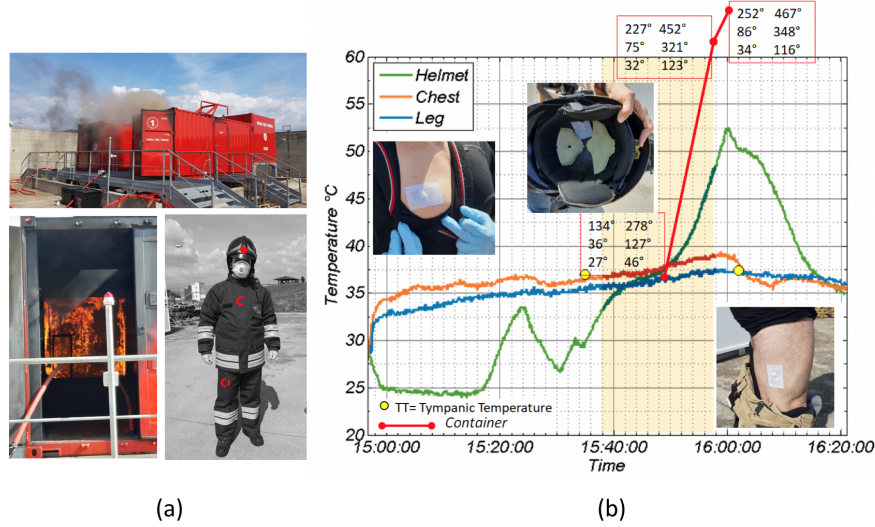 227° 452°
75° 321°
32° 123°
252° 467°
86° 348°
34° 116°
Helmet
Chest
Leg
134° 278°
36° 127°
27° 46°
60
55
50
45
40
35
30
25
20
Temperature °C
TT= Tympanic Temperature
Container
15:00:00
15:20:00
15:40:00
16:00:00
16:20:00
Time
1
C
(a)
(b)